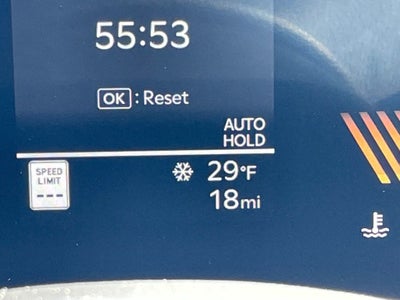 55:53
OK : Reset
AUTO
HOLD
SPEED
LIMIT
---
29°F
18mi